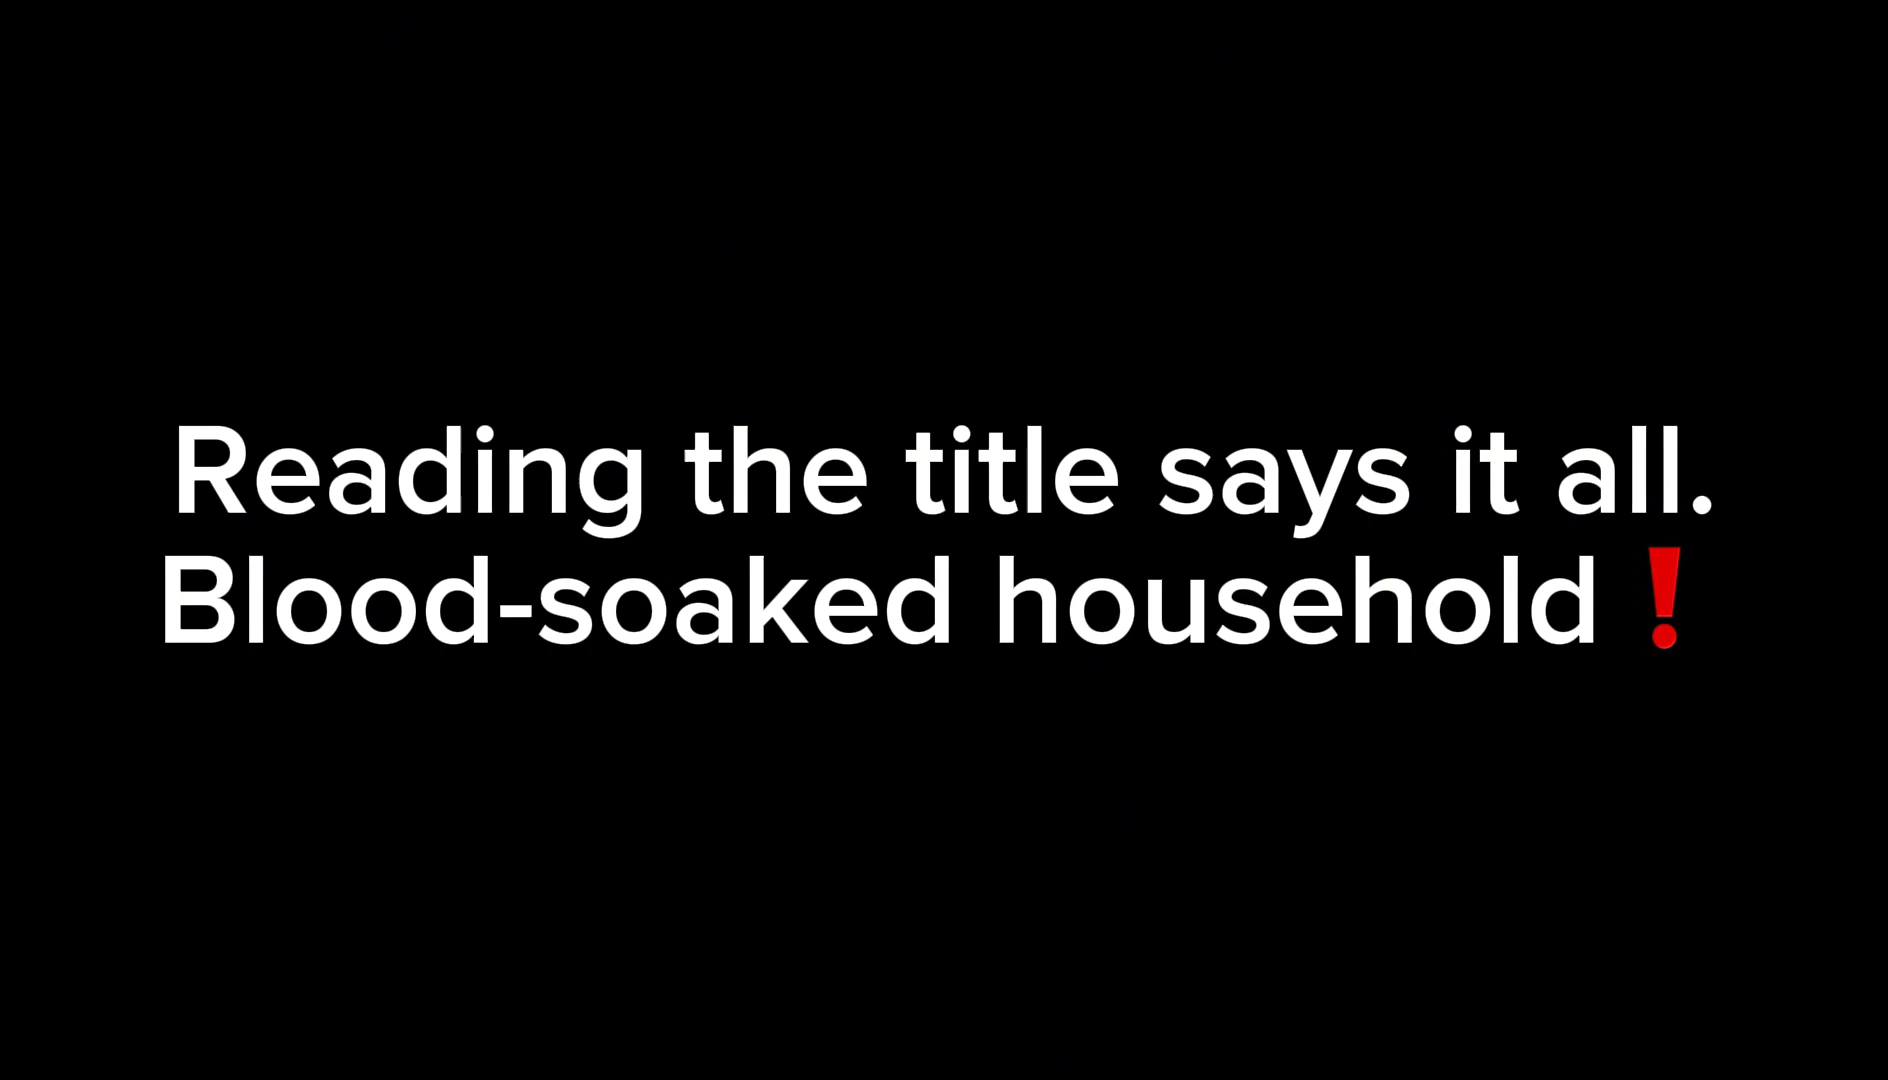 Reading the title says it all.
Blood-soaked household ❗